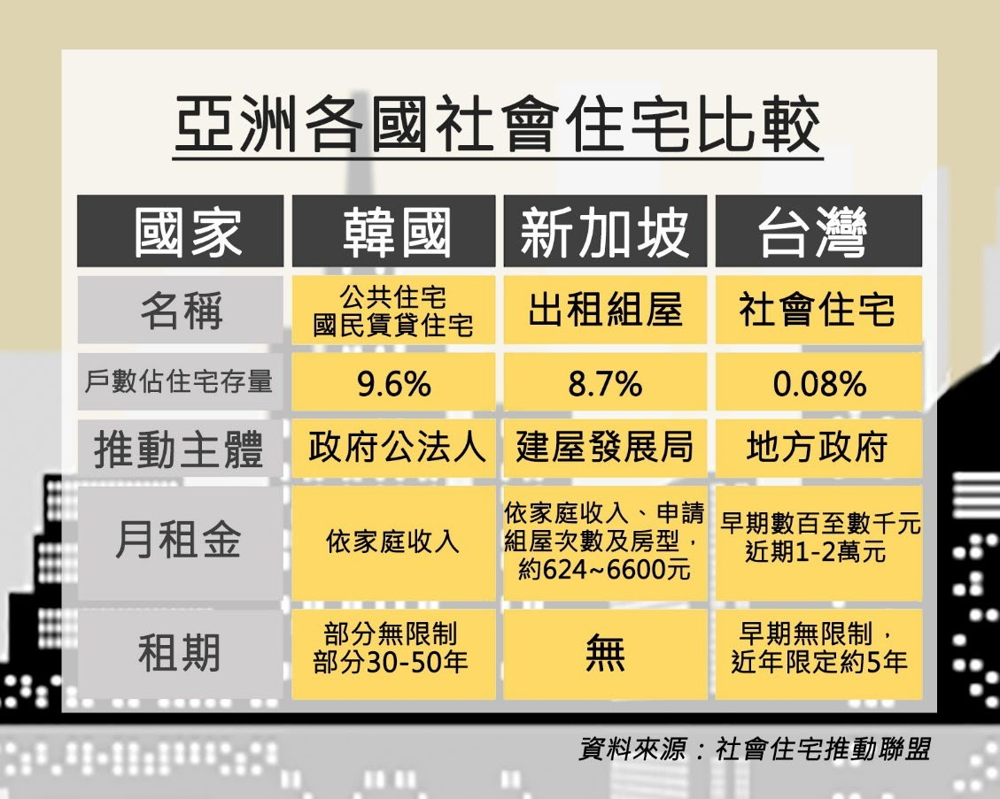 亞洲各國社會住宅比較
國家 韓國 新加坡 台灣
名稱 公共住宅 出租組屋 社會住宅
國民賃貸住宅
戶數佔住宅存量 9.6% 8.7% 0.08%
推動主體 政府公法人 建屋發展局 地方政府
月租金
依家庭收入
依家庭收入、申請
組屋次數及房型，
約624~6600元
早期數百至數千元
近期1-2萬元
租期
部分無限制
部分30-50年
無
早期無限制，
近年限定約5年
資料來源：社會住宅推動聯盟